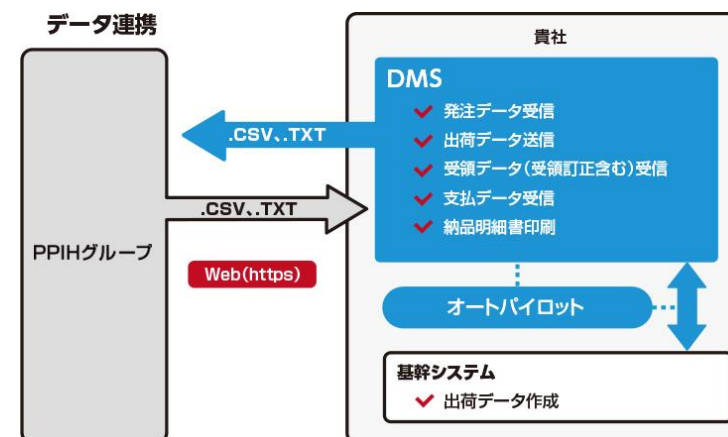 データ連携
貴社
DMS
発注データ受信
出荷データ送信
受領データ(受領訂正含む)受信
支払データ受信
納品明細書印刷
.CSV、.TXT
.CSV、.TXT
PPIHグループ
Web(https)
オートパイロット
基幹システム
出荷データ作成